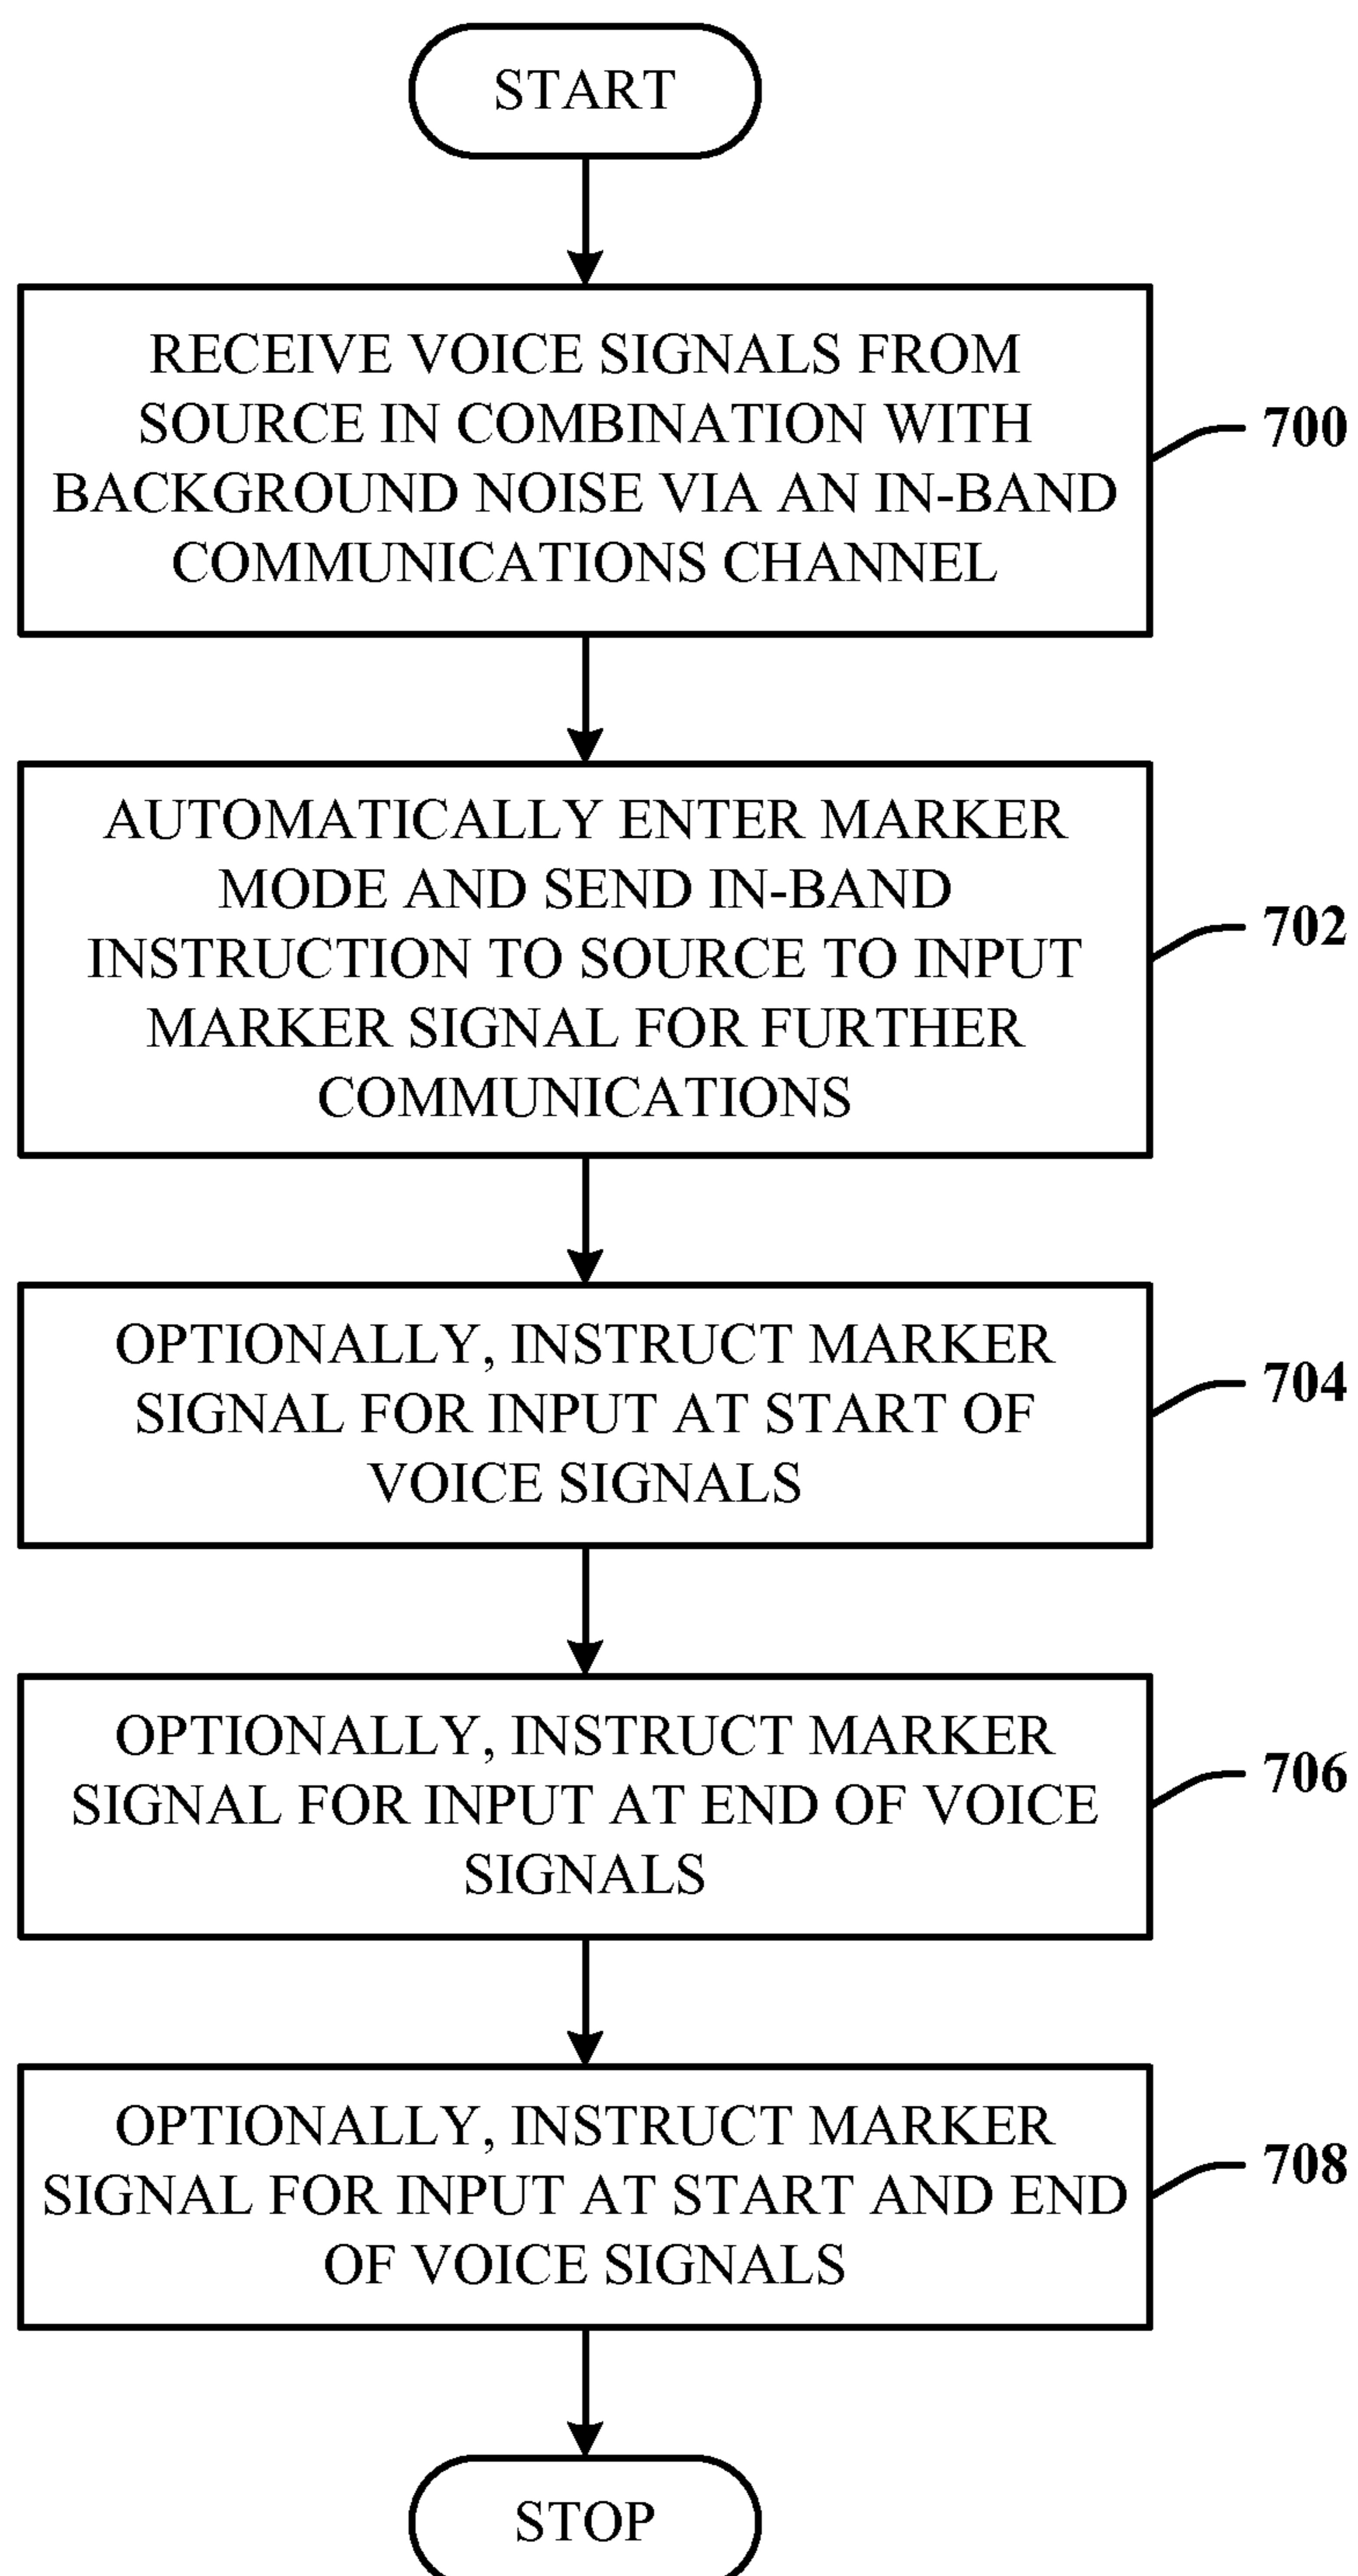 START
RECEIVE VOICE SIGNALS FROM
SOURCE IN COMBINATION WITH
BACKGROUND NOISE VIA AN IN-BAND
COMMUNICATIONS CHANNEL
700
AUTOMATICALLY ENTER MARKER
MODE AND SEND IN-BAND
INSTRUCTION TO SOURCE TO INPUT
MARKER SIGNAL FOR FURTHER
COMMUNICATIONS
702
OPTIONALLY, INSTRUCT MARKER
SIGNAL FOR INPUT AT START OF
VOICE SIGNALS
704
OPTIONALLY, INSTRUCT MARKER
SIGNAL FOR INPUT AT END OF VOICE
SIGNALS
706
OPTIONALLY, INSTRUCT MARKER
SIGNAL FOR INPUT AT START AND END
OF VOICE SIGNALS
708
STOP